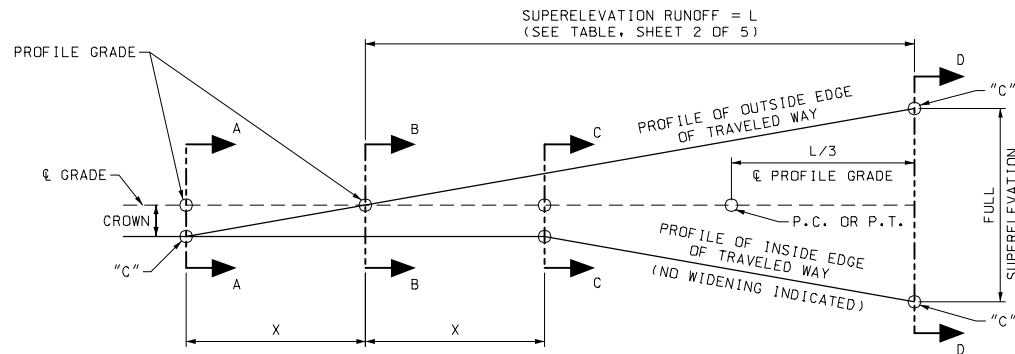 SUPERELEVATION RUNOFF = L
(SEE TABLE, SHEET 2 OF 5)
PROFILE GRADE
D
"C"
PROFILE OF OUTSIDE EDGE
OF TRAVELED WAY
A
B
C
L/3
℄ GRADE
℄ PROFILE GRADE
CROWN
P.C. OR P.T.
FULL
SUPERELEVATION
PROFILE OF INSIDE EDGE
OF TRAVELED WAY
(NO WIDENING INDICATED)
"C"
A
B
C
"C"
X
X
D